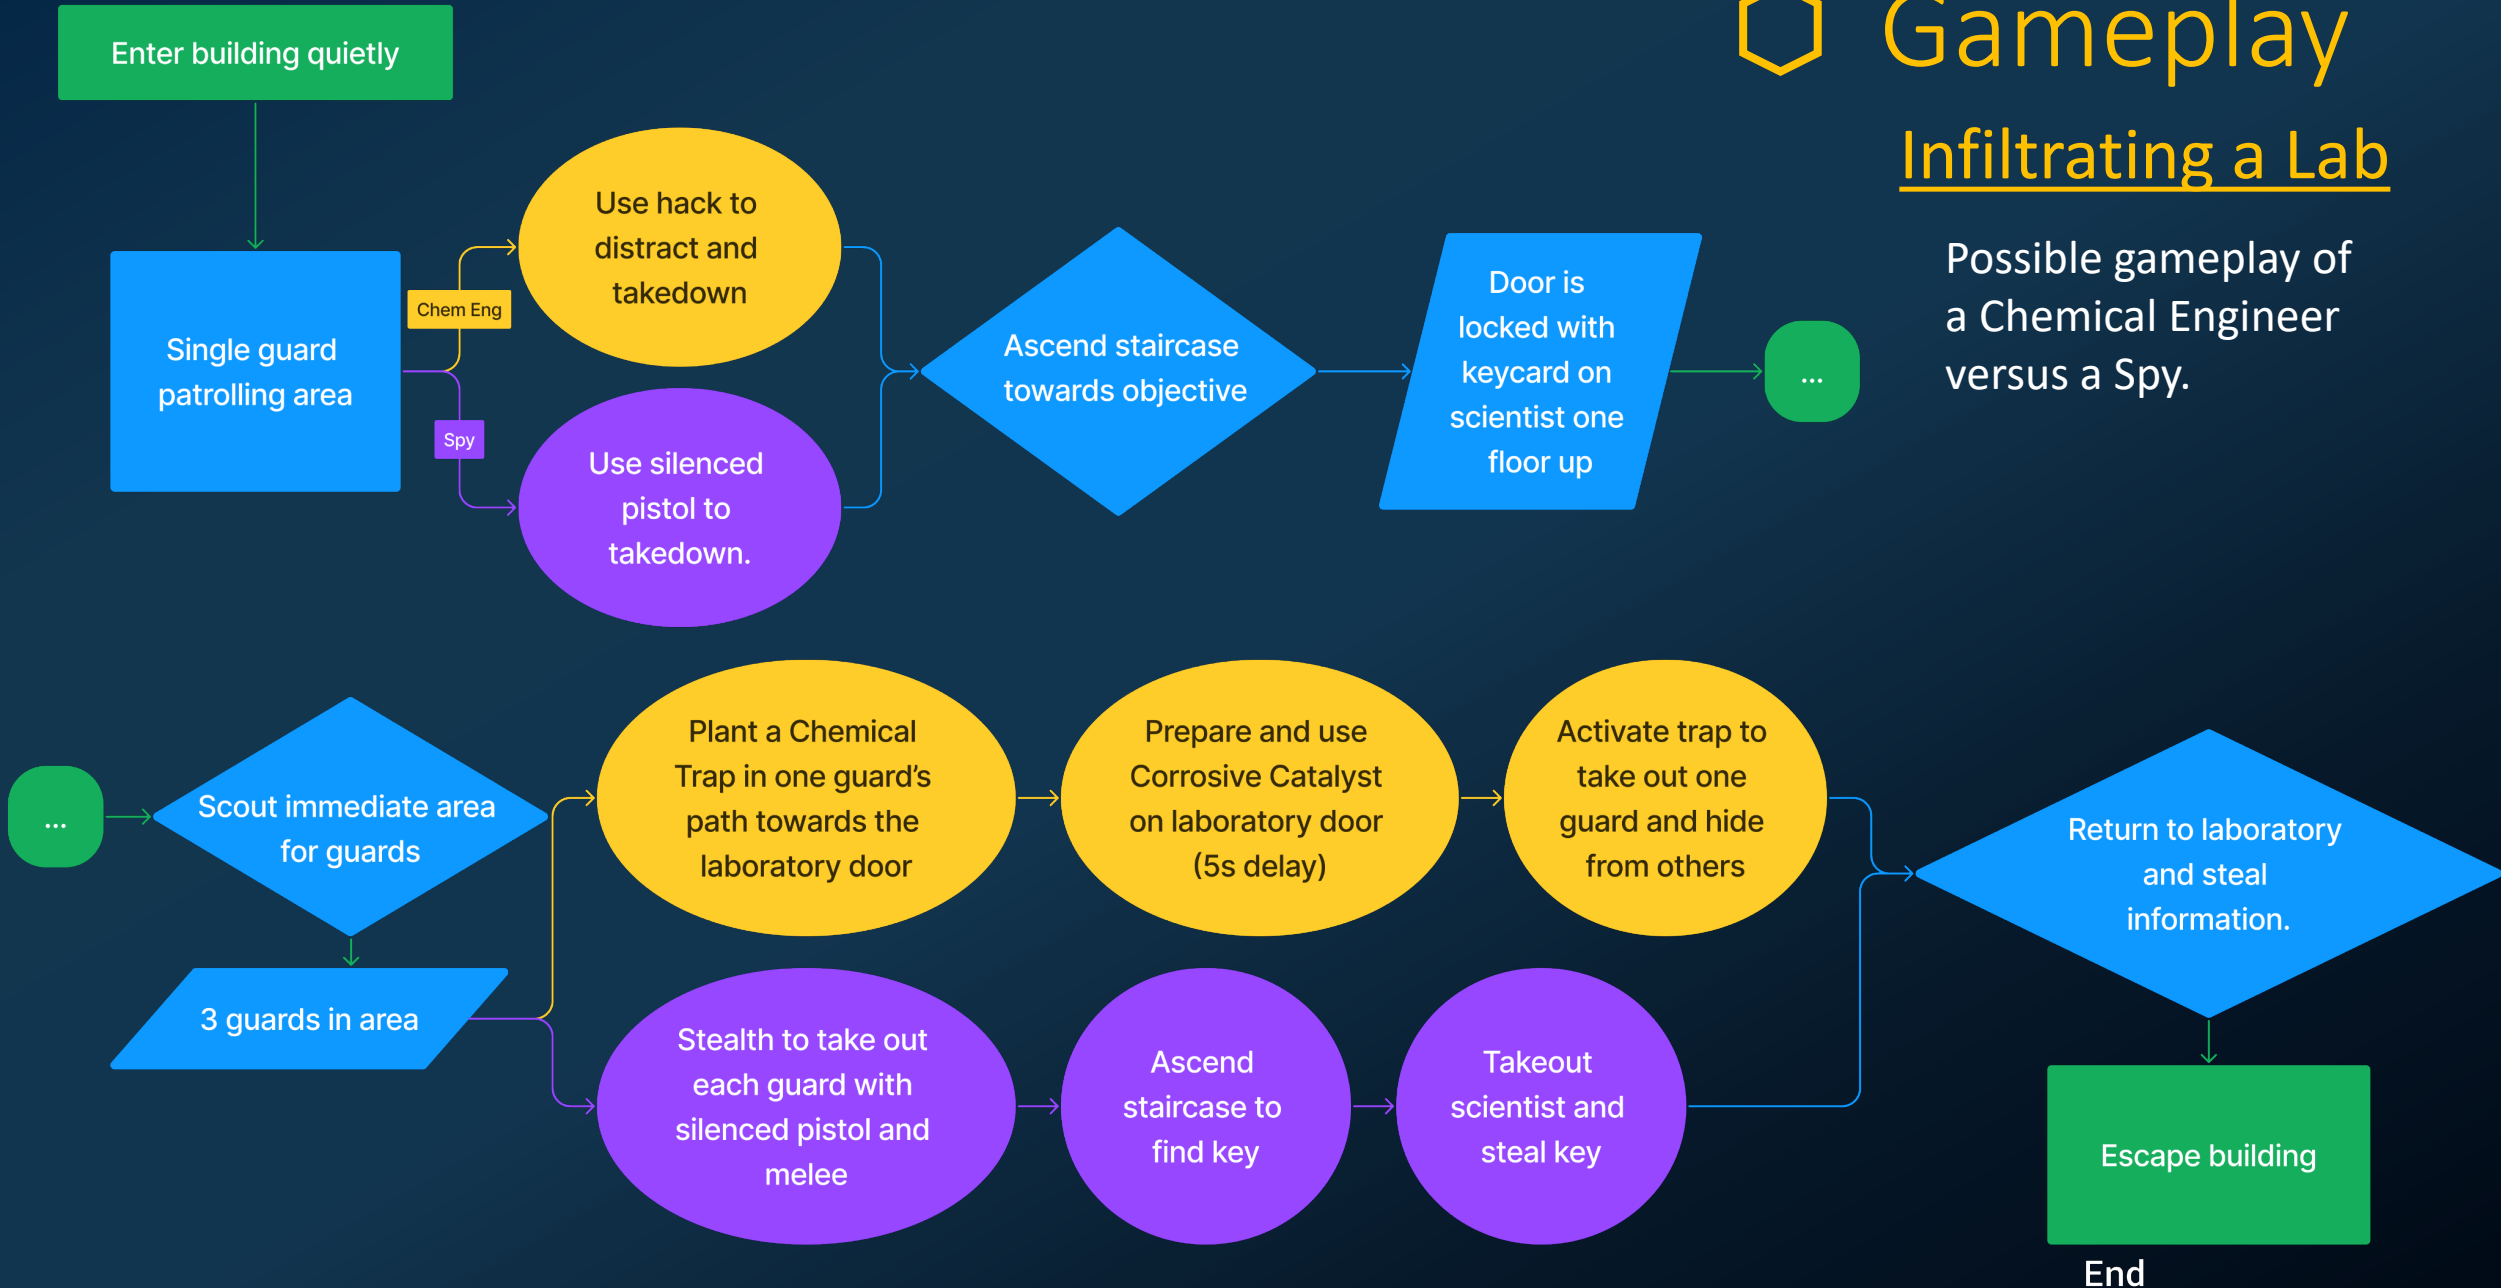 Gameplay
Infiltrating a Lab
Possible gameplay of
a Chemical Engineer
versus a Spy.
Enter building quietly
Single guard
patrolling area
Chem Eng
Use hack to
distract and
takedown
Spy
Use silenced
pistol to
takedown.
Ascend staircase
towards objective
Door is
locked with
keycard on
scientist one
floor up
...
...
Scout immediate area
for guards
3 guards in area
Plant a Chemical
Trap in one guard's
path towards the
laboratory door
Prepare and use
Corrosive Catalyst
on laboratory door
(5s delay)
Activate trap to
take out one
guard and hide
from others
Stealth to take out
each guard with
silenced pistol and
melee
Ascend
staircase to
find key
Takeout
scientist and
steal key
Return to laboratory
and steal
information.
Escape building
End